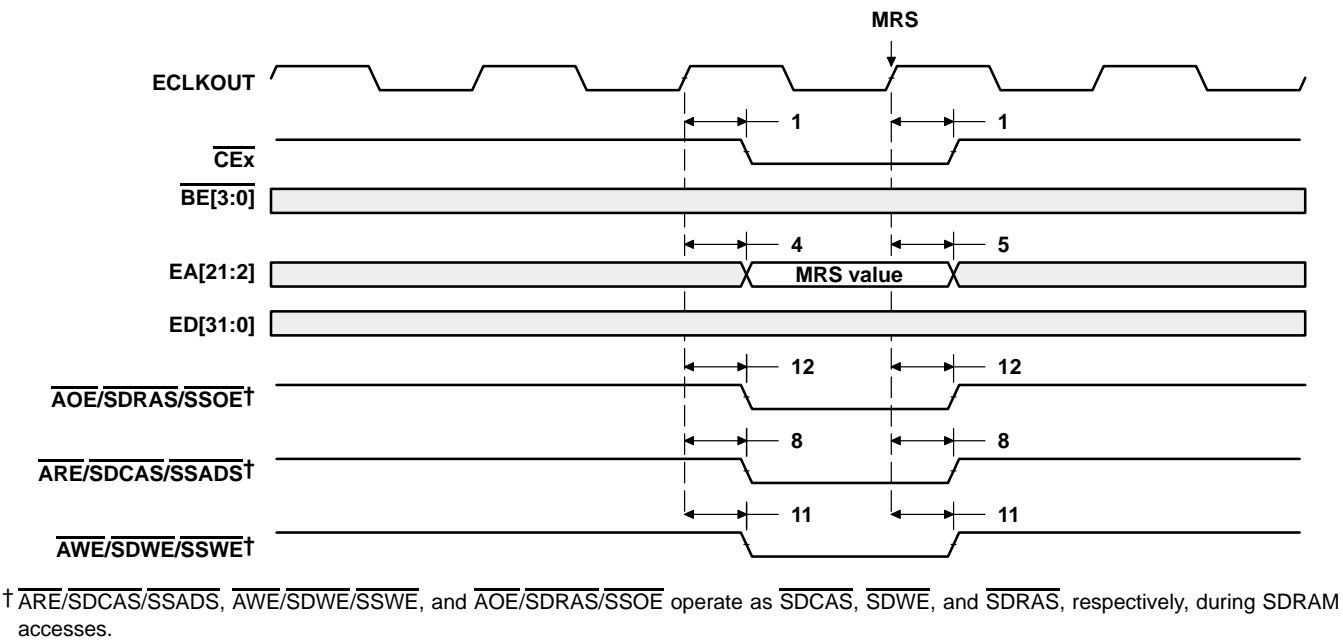 MRS
ECLKOUT
1 1
CEx
BE[3:0]
4 5
EA[21:2] MRS value
ED[31:0]
12 12
AOE/SDRAS/SSOE†
8 8
ARE/SDCAS/SSADS†
11 11
AWE/SDWE/SSWE†
† ARE/SDCAS/SSADS, AWE/SDWE/SSWE, and AOE/SDRAS/SSOE operate as SDCAS, SDWE, and SDRAS, respectively, during SDRAM
accesses.